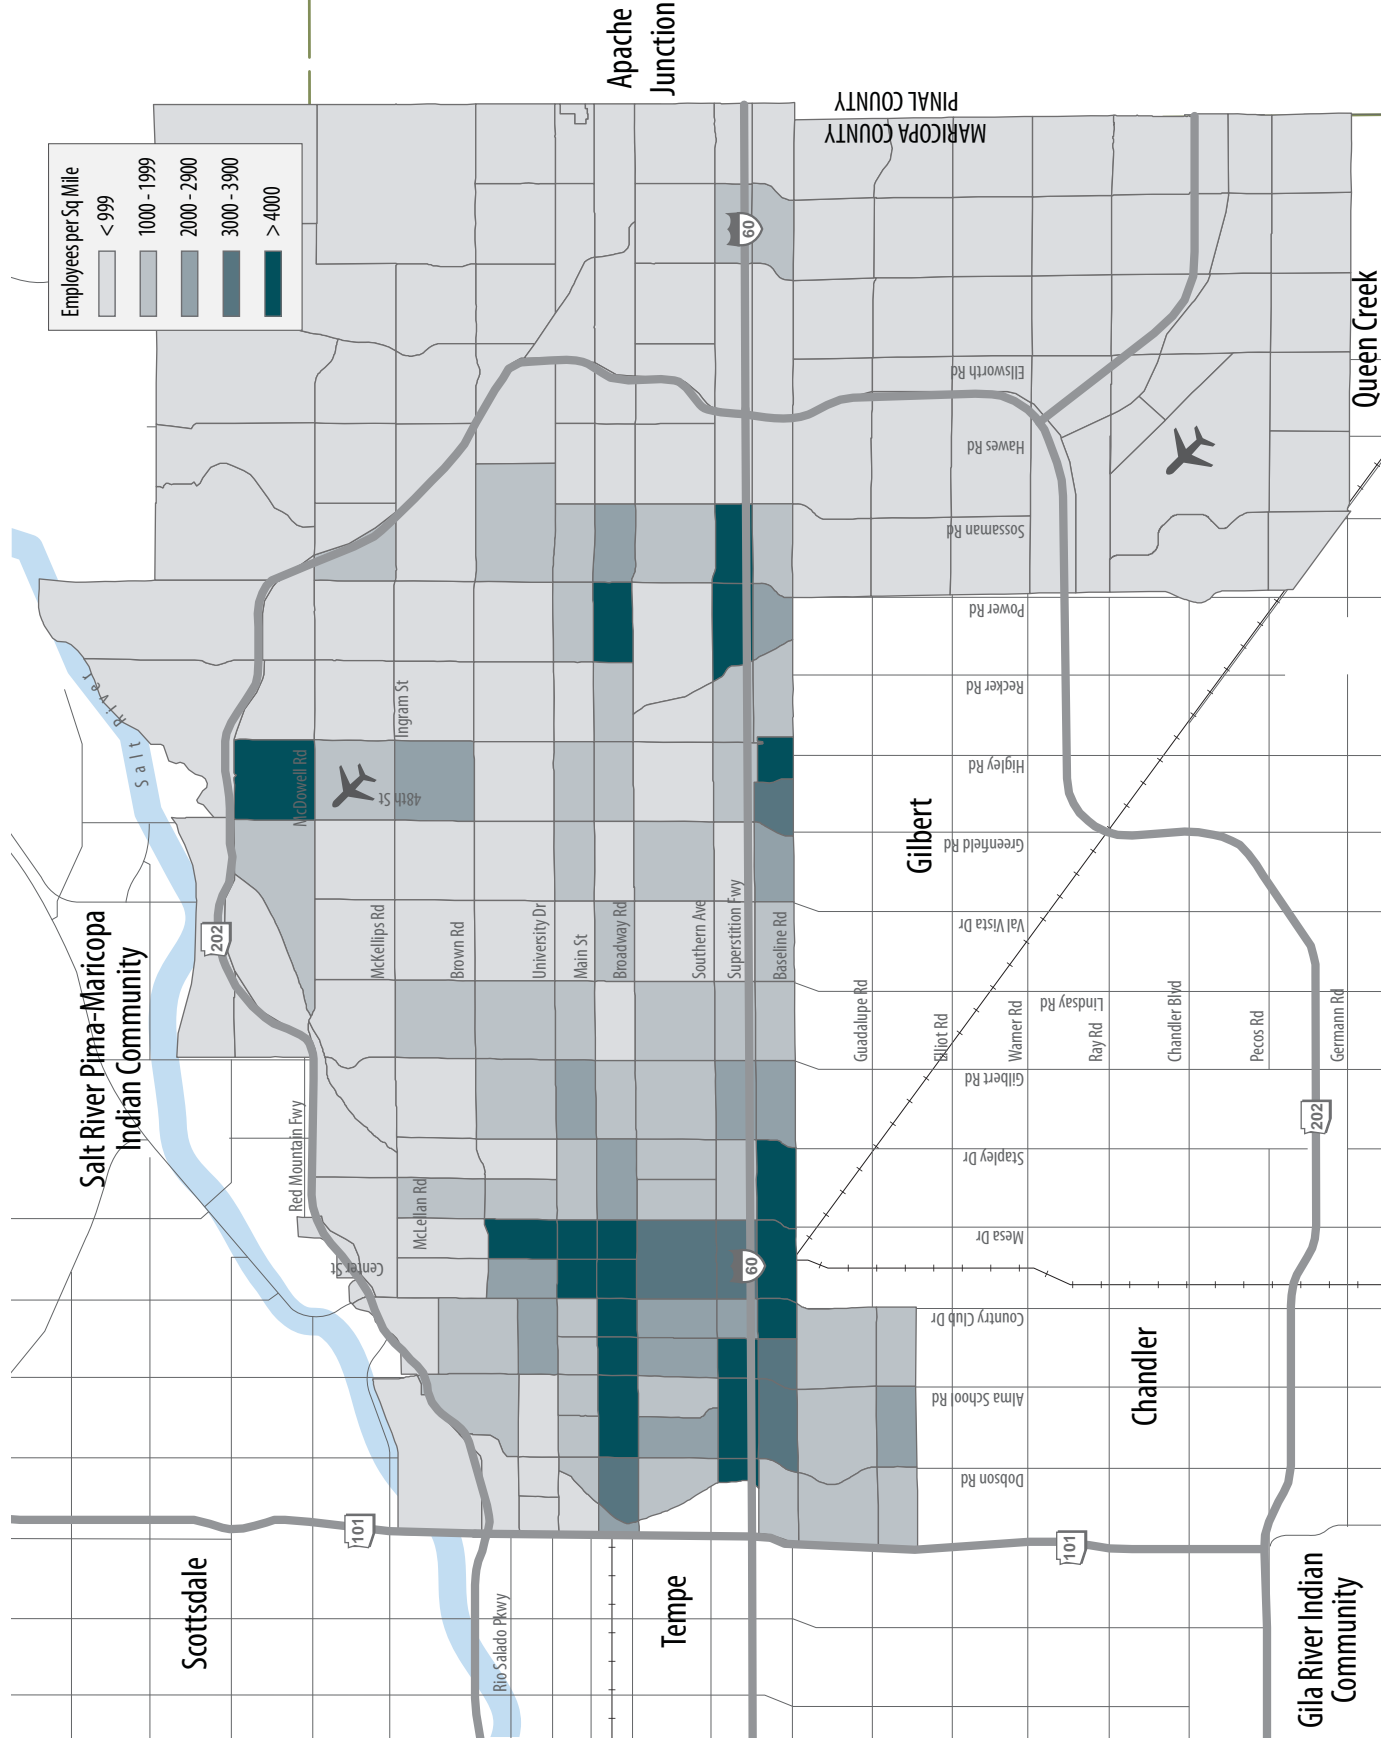 Employees per Sq Mile
< 999
1000 - 1999
2000 - 2900
3000 - 3900
> 4000
Apache
Junction
PINAL COUNTY
MARICOPA COUNTY
Queen Creek
60
Ellsworth Rd
Hawes Rd
Sossaman Rd
Power Rd
Recker Rd
Higley Rd
Greenfield Rd
Val Vista Dr
Lindsay Rd
Gilbert Rd
Stapley Dr
Mesa Dr
Country Club Dr
Alma School Rd
Dobson Rd
Salt River
Ingram St
McDowell Rd
48th St
McKellips Rd
Brown Rd
University Dr
Main St
Broadway Rd
Southern Ave
Superstition Fwy
Baseline Rd
Guadalupe Rd
Elliot Rd
Warner Rd
Ray Rd
Chandler Blvd
Pecos Rd
Germann Rd
Gilbert
202
Salt River Pima-Maricopa
Indian Community
Red Mountain Fwy
McLellan Rd
Center St
60
202
Chandler
101
101
Scottsdale
Rio Salado Pkwy
Tempe
Gila River Indian
Community